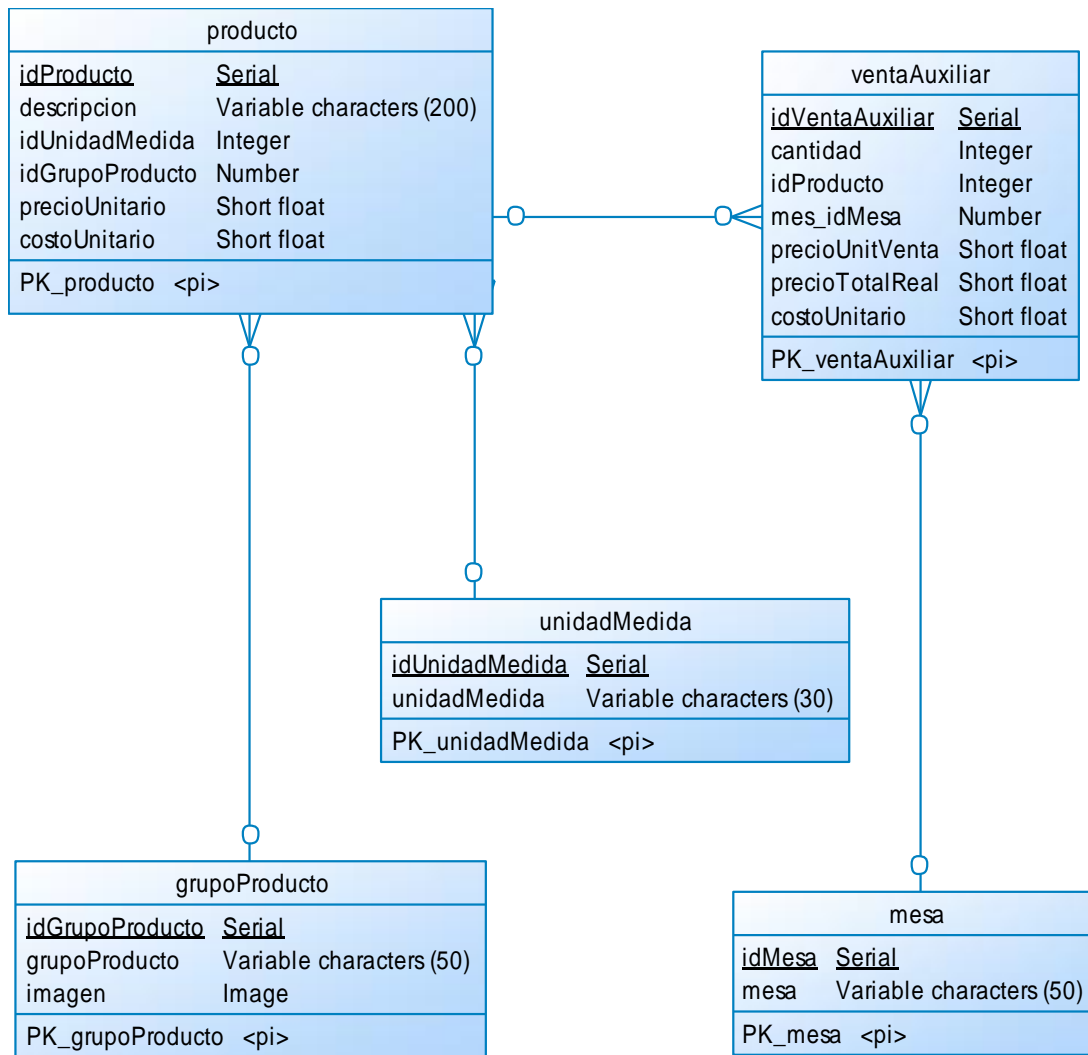 producto
idProducto Serial
descripcion Variable characters (200)
idUnidadMedida Integer
idGrupoProducto Number
precioUnitario Short float
costoUnitario Short float
PK_producto <pi>
ventaAuxiliar
idVentaAuxiliar Serial
cantidad Integer
idProducto Integer
mes_idMesa Number
precioUnitVenta Short float
precioTotalReal Short float
costoUnitario Short float
PK_ventaAuxiliar <pi>
unidadMedida
idUnidadMedida Serial
unidadMedida Variable characters (30)
PK_unidadMedida <pi>
grupoProducto
idGrupoProducto Serial
grupoProducto Variable characters (50)
imagen Image
PK_grupoProducto <pi>
mesa
idMesa Serial
mesa Variable characters (50)
PK_mesa <pi>